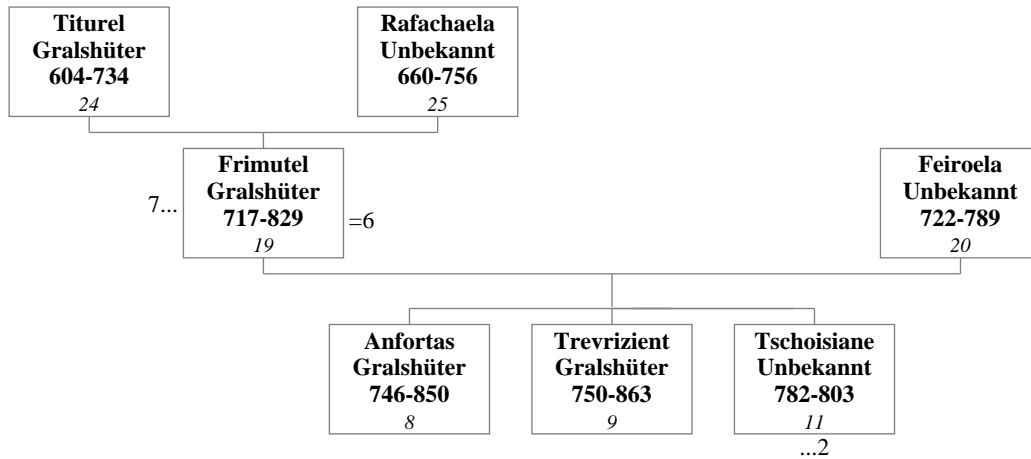 Titurel
Gralshüter
604-734
24
Rafachaela
Unbekannt
660-756
25
7...
Frimutel
Gralshüter
717-829
19
=6
Feiroela
Unbekannt
722-789
20
Anfortas
Gralshüter
746-850
8
Trevrizient
Gralshüter
750-863
9
Tschoisiane
Unbekannt
782-803
11
...2